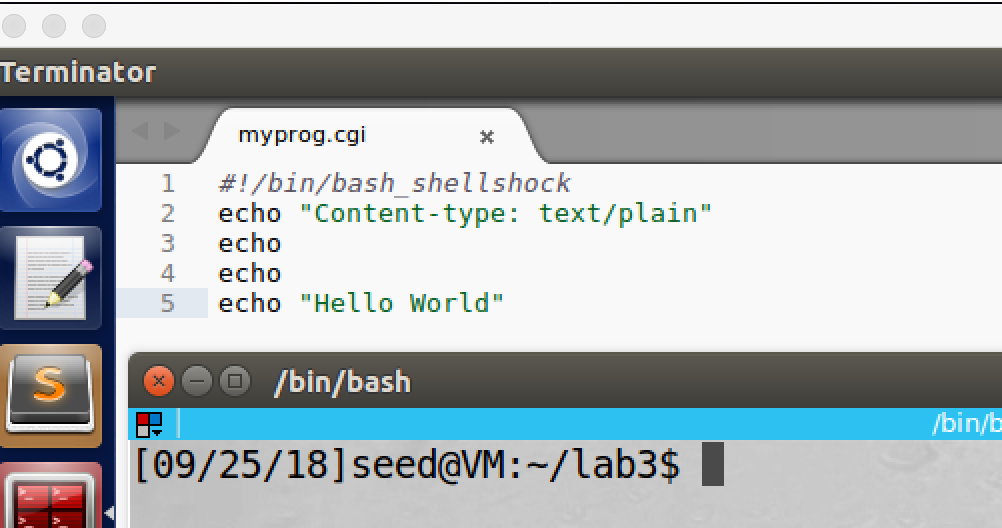 Terminator
myprog.cgi ×
1 #!/bin/bash_shellshock
2 echo "Content-type: text/plain"
3 echo
4 echo
5 echo "Hello World"
/bin/bash
/bin/b
[09/25/18]seed@VM:~/lab3$